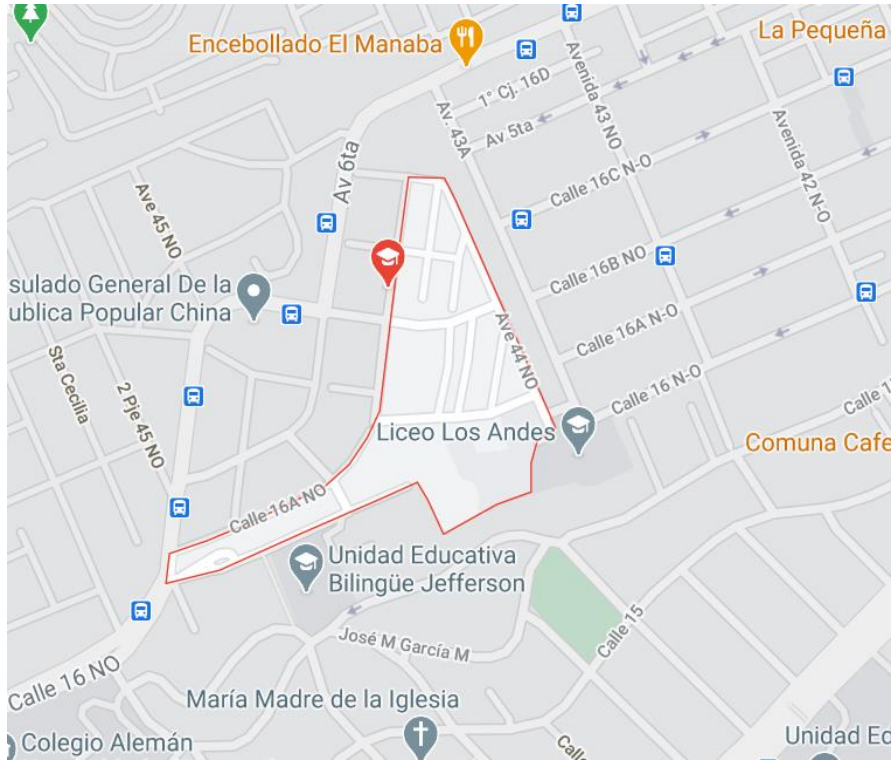 La Pequeña
Encebollado El Manaba
1° Cj. 16D
Av. 43A
Av 5ta
Avenida 43 NO
Avenida 42 N-O
Av 6ta
Calle 16C N-O
Ave 45 NO
Calle 16B NO
sulado General De la
ublica Popular China
Calle 16A N-O
Ave 44 NO
Sta Cecilia
2 Pje 45 NO
Calle 16 N-O
Calle 1
Liceo Los Andes
Comuna Cafe
Calle 16A NO
Unidad Educativa
Bilingüe Jefferson
José M García M
Calle 15
Calle 16 NO
María Madre de la Iglesia
Colegio Alemán
Calle
Unidad Ed